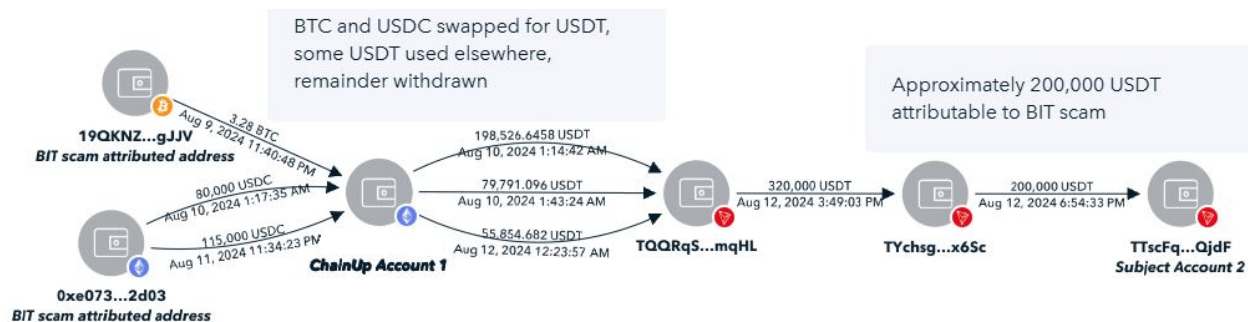 BTC and USDC swapped for USDT,
some USDT used elsewhere,
remainder withdrawn
Approximately 200,000 USDT
attributable to BIT scam
19QKNZ...gJJV
BIT scam attributed address
3.28 BTC
Aug 9, 2024 11:40:48 PM
80,000 USDC
Aug 10, 2024 1:17:35 AM
115,000 USDC
Aug 11, 2024 11:34:23 PM
0xe073...2d03
BIT scam attributed address
ChainUp Account 1
198,526.6458 USDT
Aug 10, 2024 1:14:42 AM
79,791.096 USDT
Aug 10, 2024 1:43:24 AM
55,854.682 USDT
Aug 12, 2024 12:23:57 AM
TQQRqS...mqHL
320,000 USDT
Aug 12, 2024 3:49:03 PM
TYchsg...x6Sc
200,000 USDT
Aug 12, 2024 6:54:33 PM
TTscFq...QjdF
Subject Account 2